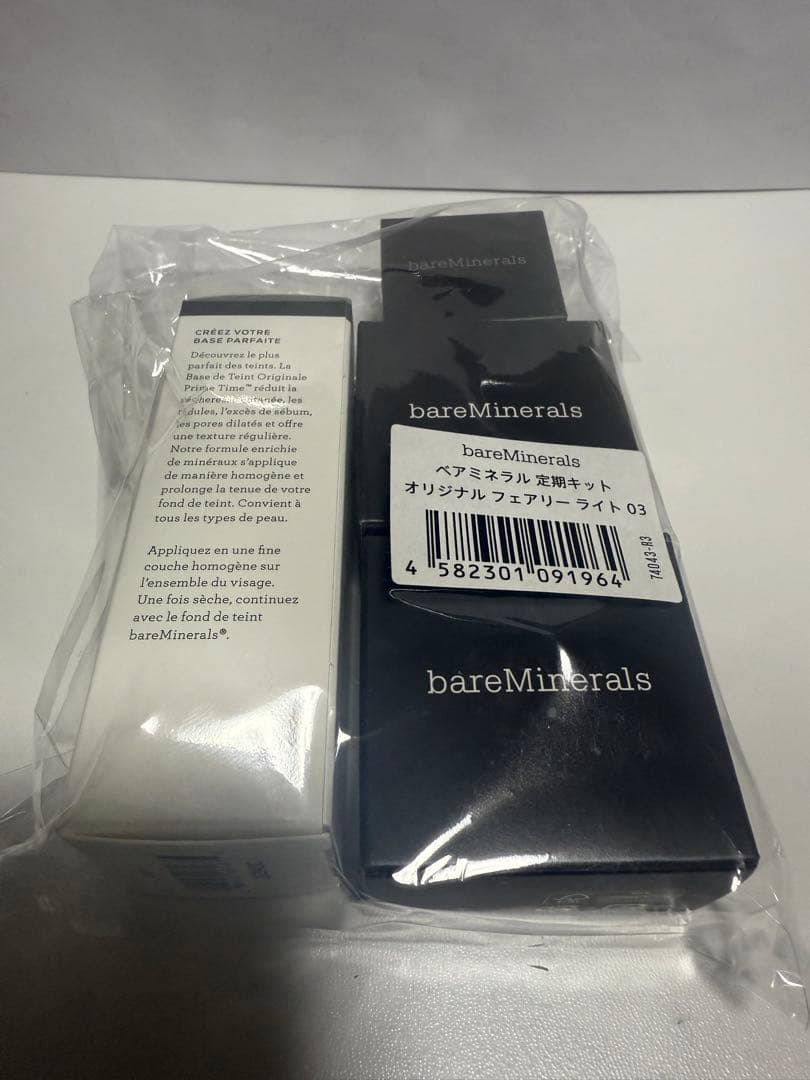 CRÉEZ VOTRE
BASE PARFAITE
Découvrez le plus
parfait des teints. La
Base de Teint Originale
Prime Time™ réduit la
les
l'excès de sébum,
les pores dilatés et offre
une texture régulière.
Notre formule enrichie
de minéraux s'applique
de manière homogène et
prolonge la tenue de votre
fond de teint. Convient à
tous les types de peau.
Appliquez en une fine
couche homogène sur
l'ensemble du visage.
Une fois sèche, continuez
avec le fond de teint
bareMinerals®.
bareMinerals
bareMinerals
bareMinerals
ベアミネラル 定期キット
オリジナル フェアリー ライト 03
4 582301 091964
74043-R3
bareMinerals